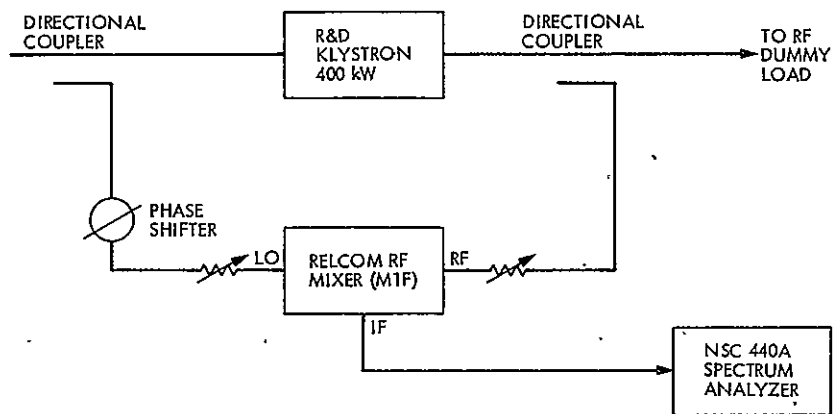 DIRECTIONAL
COUPLER
R&D
KLYSTRON
400 kW
DIRECTIONAL
COUPLER
TO RF
DUMMY
LOAD
PHASE
SHIFTER
LO
RELCOM RF
MIXER (M1F)
RF
IF
NSC 440A
SPECTRUM
ANALYZER